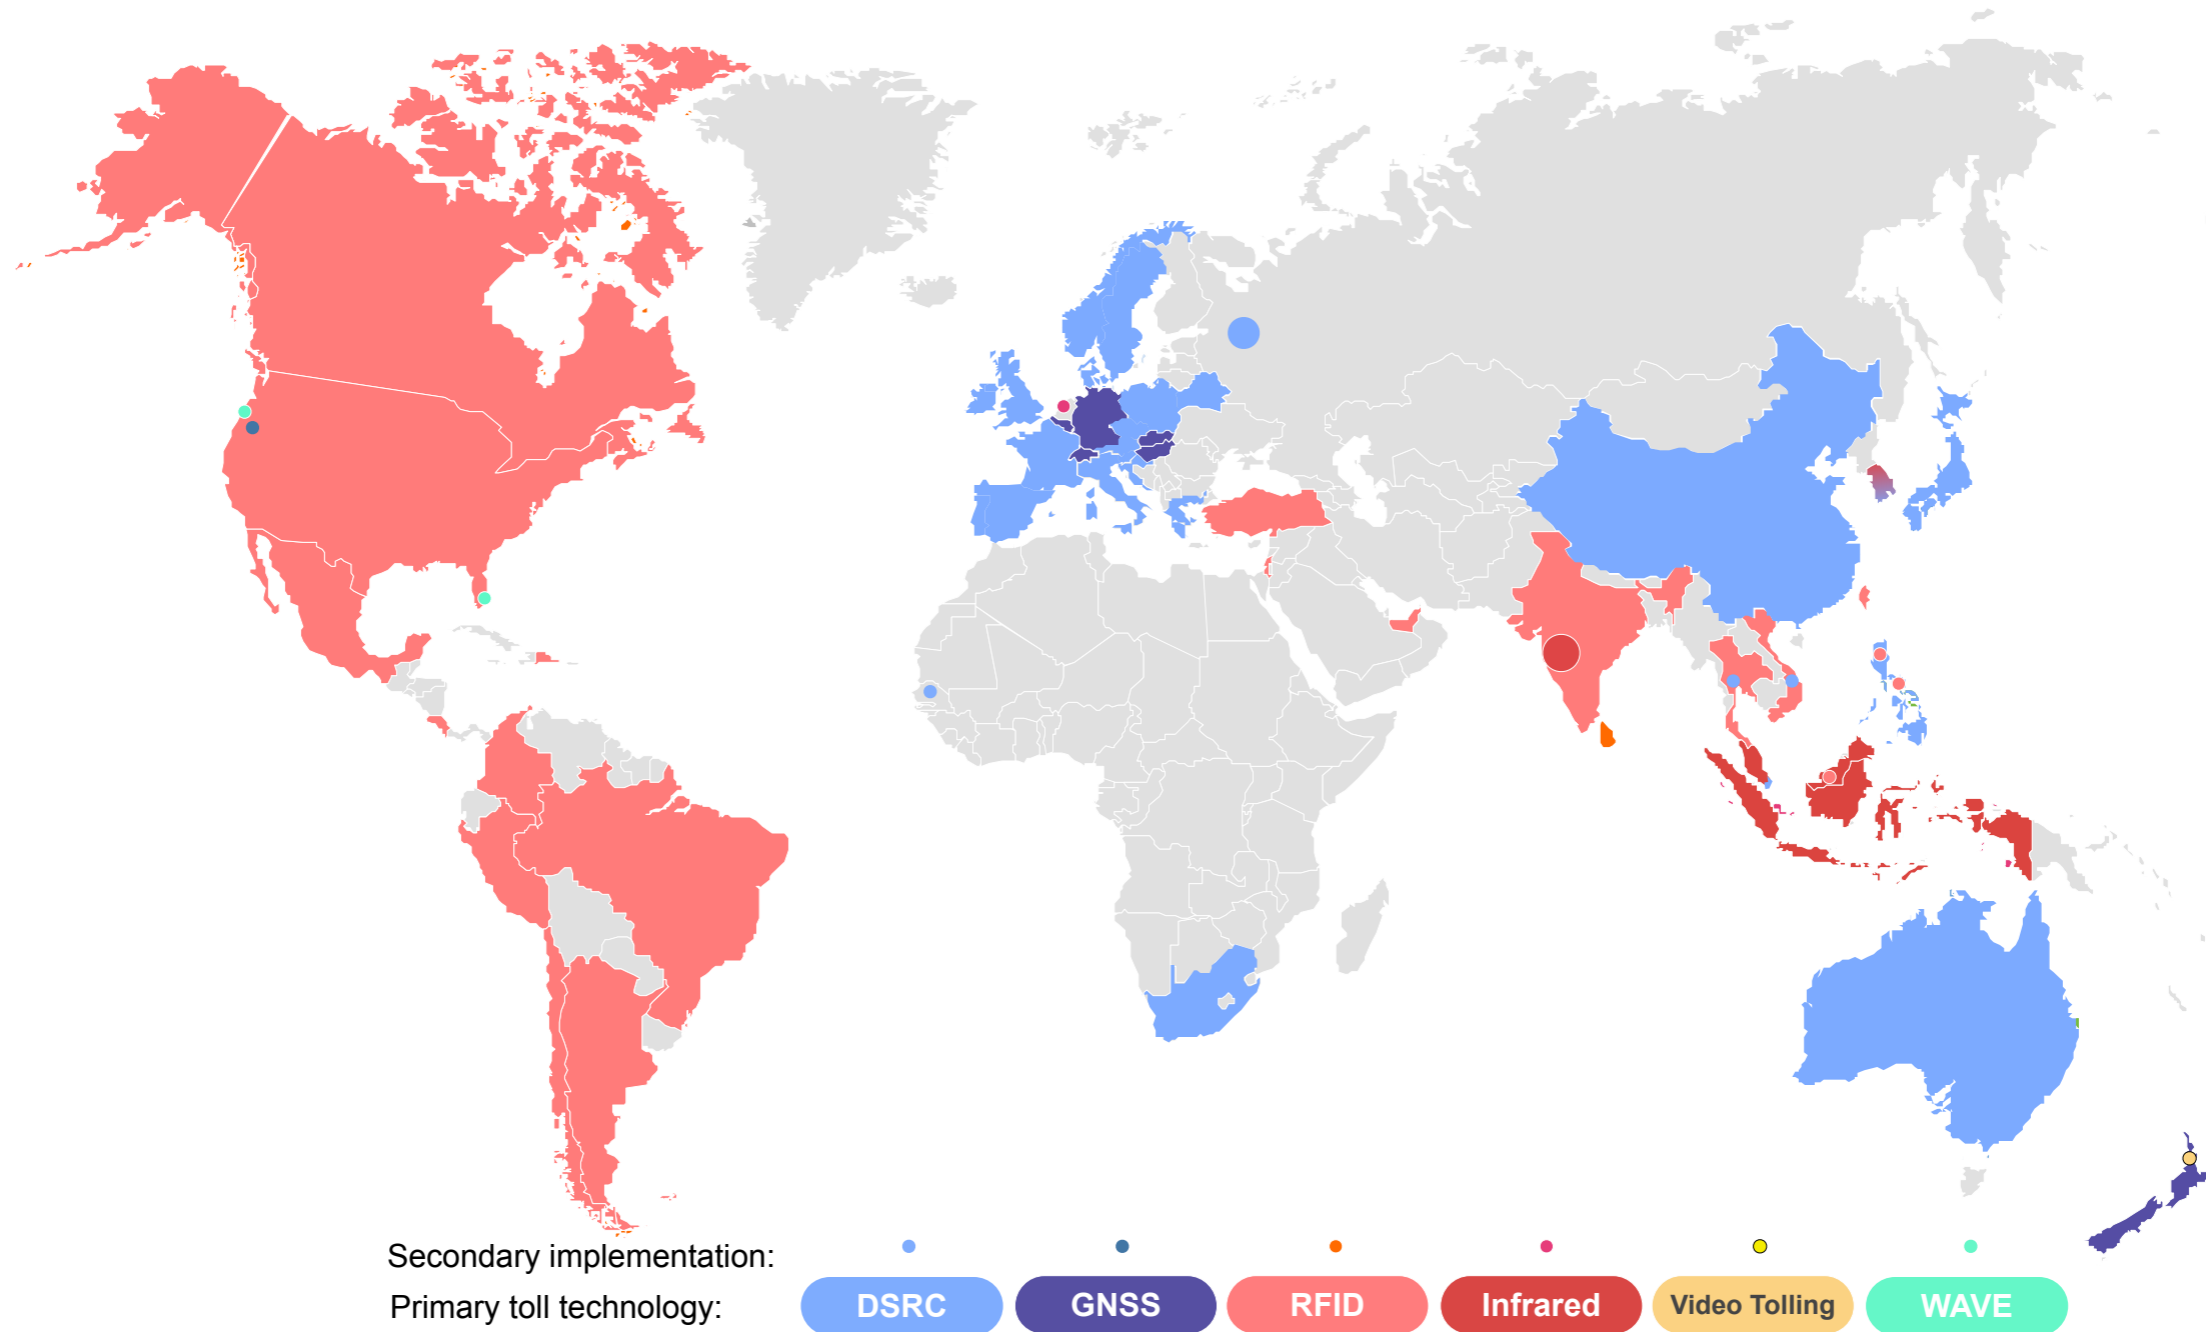 Secondary implementation:
Primary toll technology: DSRC GNSS RFID Infrared Video Tolling WAVE